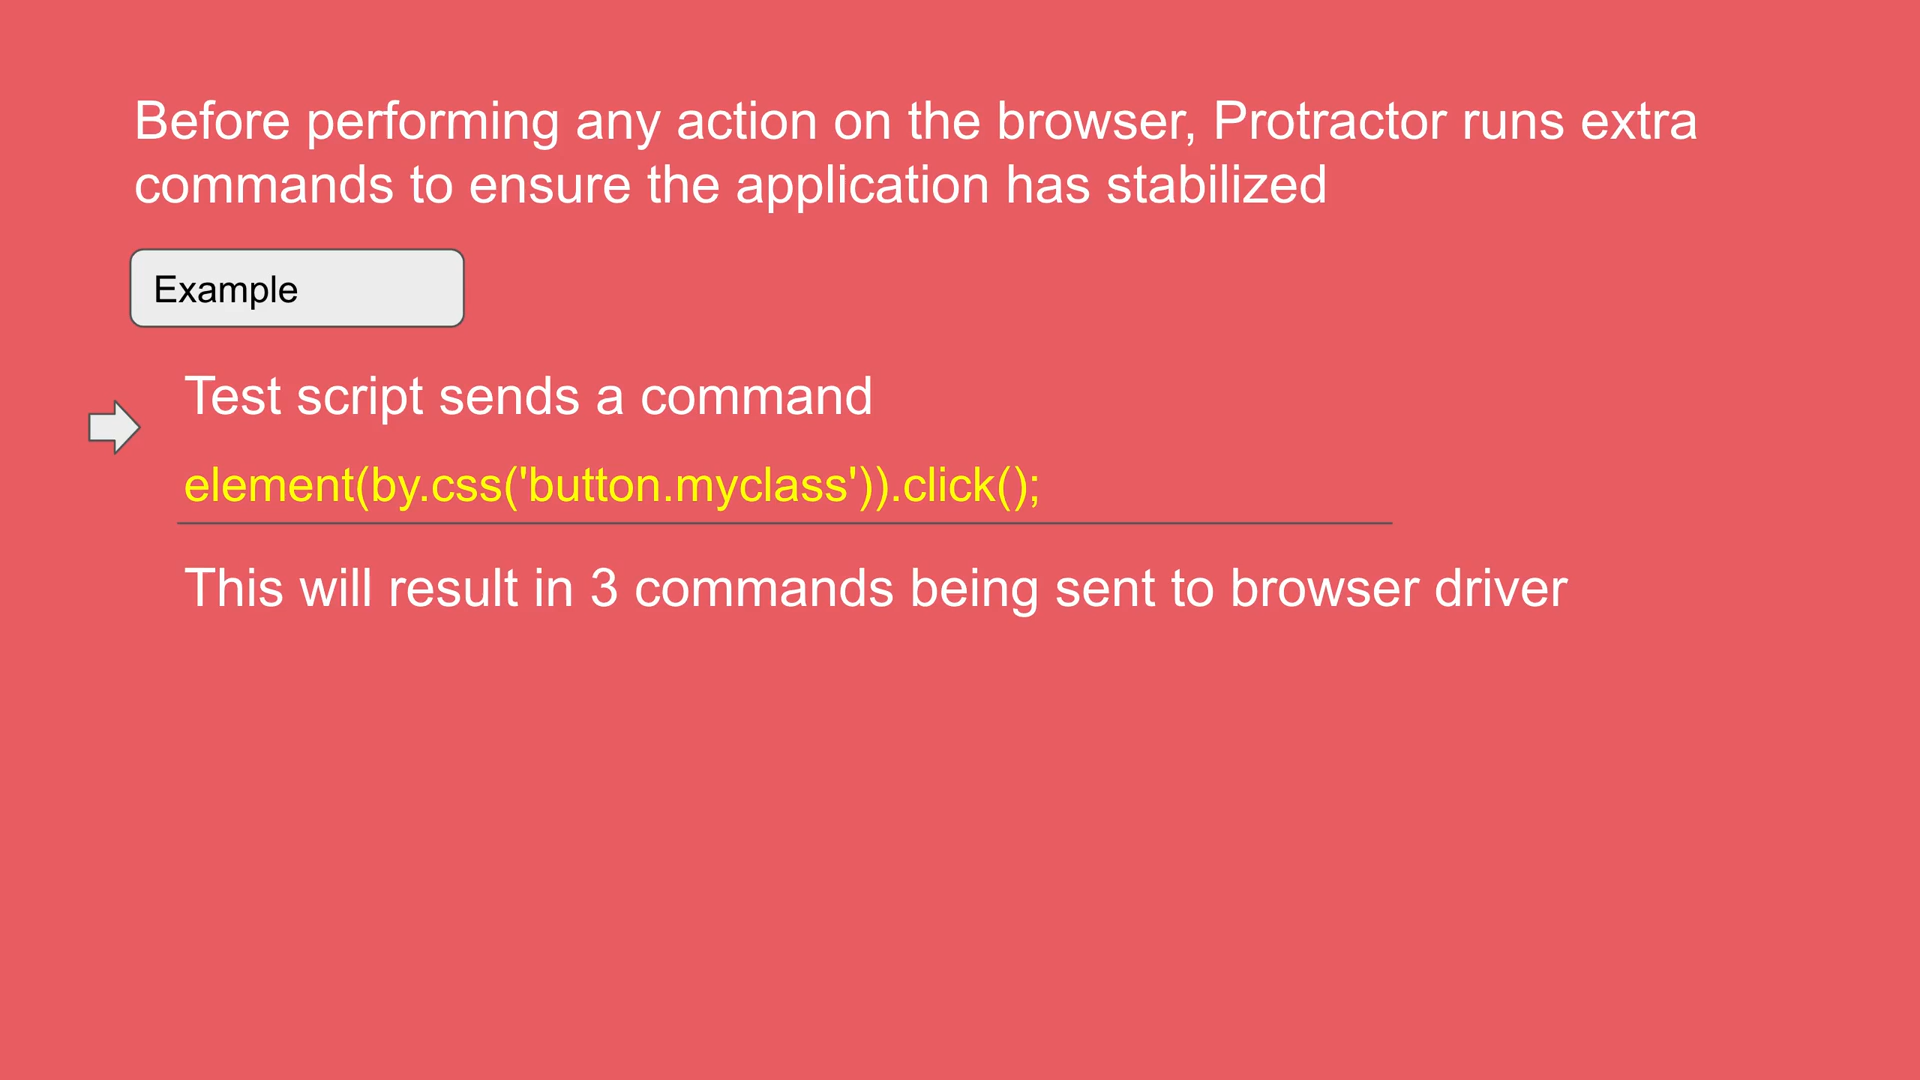 Before performing any action on the browser, Protractor runs extra
commands to ensure the application has stabilized
Example
Test script sends a command
element(by.css('button.myclass')).click();
This will result in 3 commands being sent to browser driver